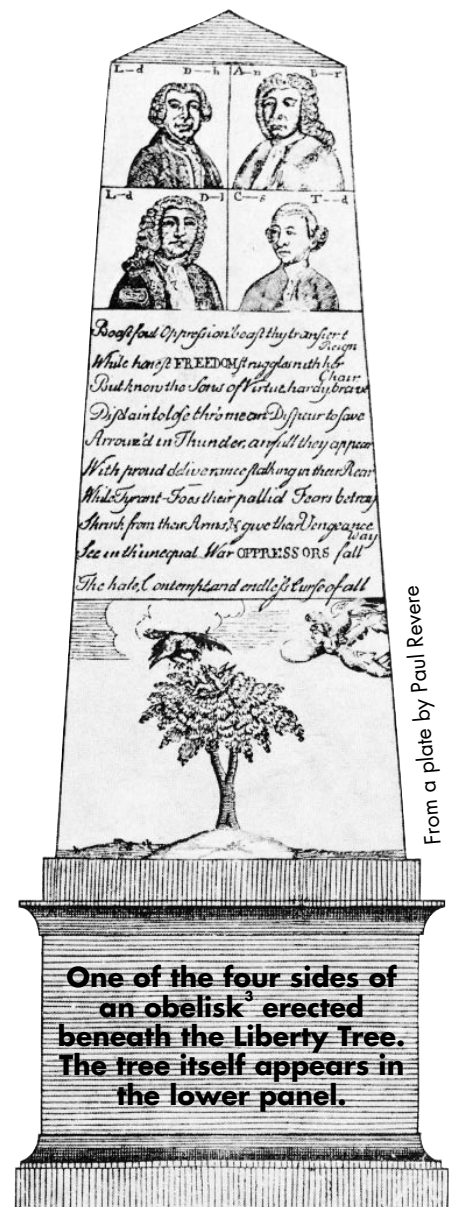 L—d D---h A—n B—r
L—d D—l C—s T---d
Boast foul Oppression boast thy transient
Reign
While honest FREEDOM struggles with her
Chain
But know the Sons of Virtue hardy, brave
Disdain to lose thro mean Dispair to save
Arrouz'd in Thunder, awfull they appear
With proud deliverance stalking in their Rear
While Tyrant-Foes their pallid Fears betray
Shrink from their Arms, & give their Vengeance
way
See in th'unequal War OPPRESSORS fall
The hate, Contempt, and endless Curse of all
From a plate by Paul Revere
One of the four sides of
an obelisk³ erected
beneath the Liberty Tree.
The tree itself appears in
the lower panel.